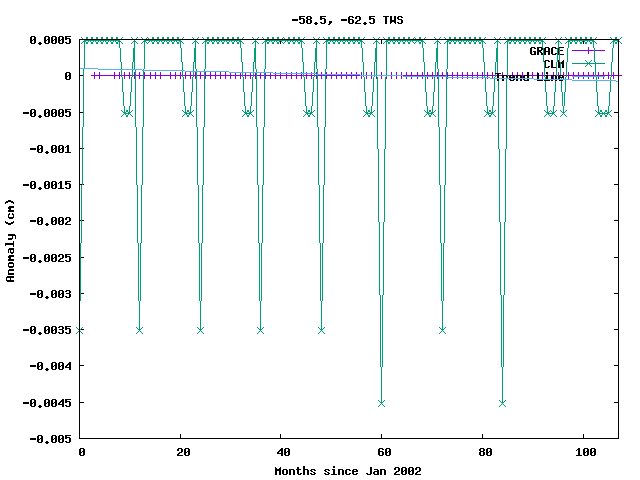 -58.5, -62.5 TWS
0.0005
0
-0.0005
-0.001
-0.0015
-0.002
-0.0025
-0.003
-0.0035
-0.004
-0.0045
-0.005
Anomaly (cm)
GRACE
CLM
Trend Line
0 20 40 60 80 100
Months since Jan 2002